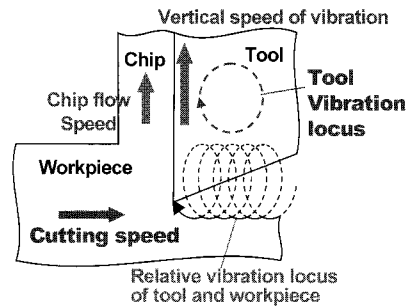 Vertical speed of vibration
Chip
Tool
Chip flow
Speed
Tool
Vibration
locus
Workpiece
Cutting speed
Relative vibration locus
of tool and workpiece